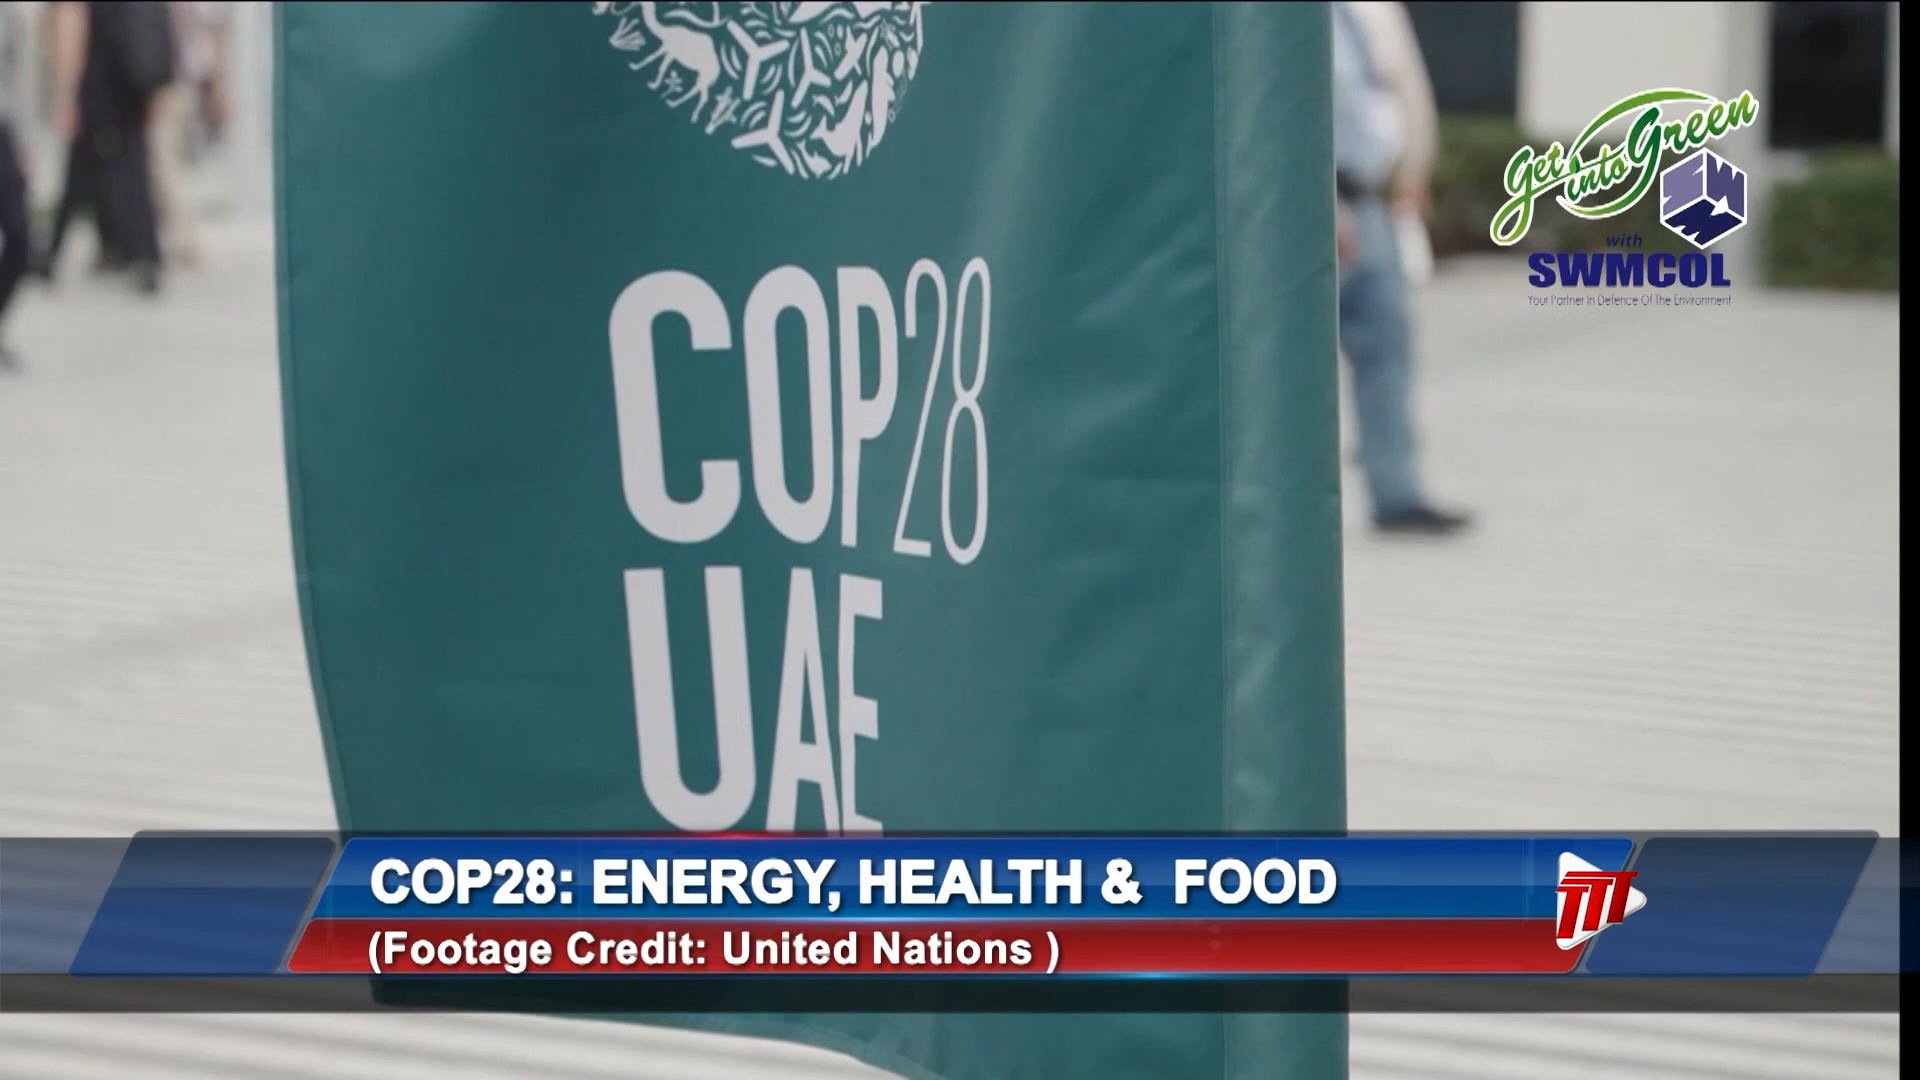 COP28
UAE
Get into Green
with
SWMCOL
Your Partner In Defence Of The Environment
COP28: ENERGY, HEALTH & FOOD
(Footage Credit: United Nations )
TTT